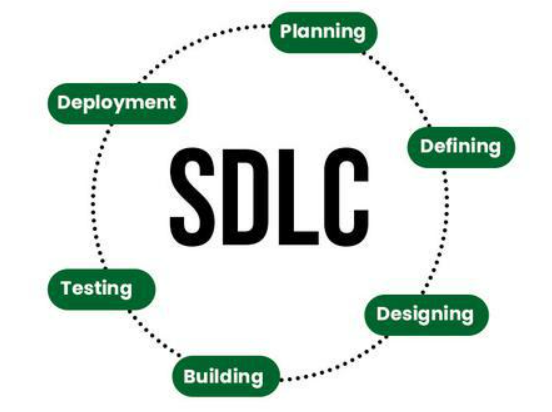 Planning
Deployment
Defining
SDLC
Testing
Designing
Building